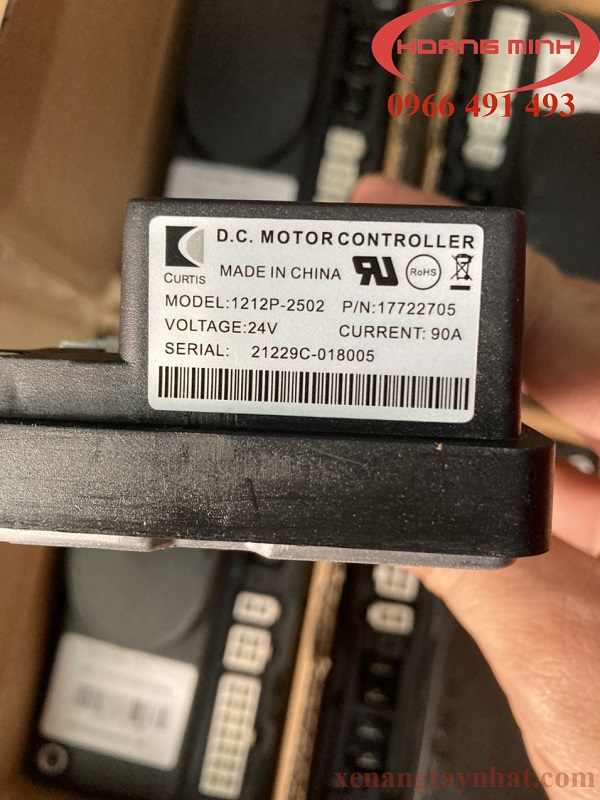 HOANG MINH
0966 491 493
D.C. MOTOR CONTROLLER
CURTIS
MADE IN CHINA
RoHS
MODEL:1212P-2502 P/N:17722705
VOLTAGE:24V CURRENT: 90A
SERIAL: 21229C-018005
xenangtaynhat.com